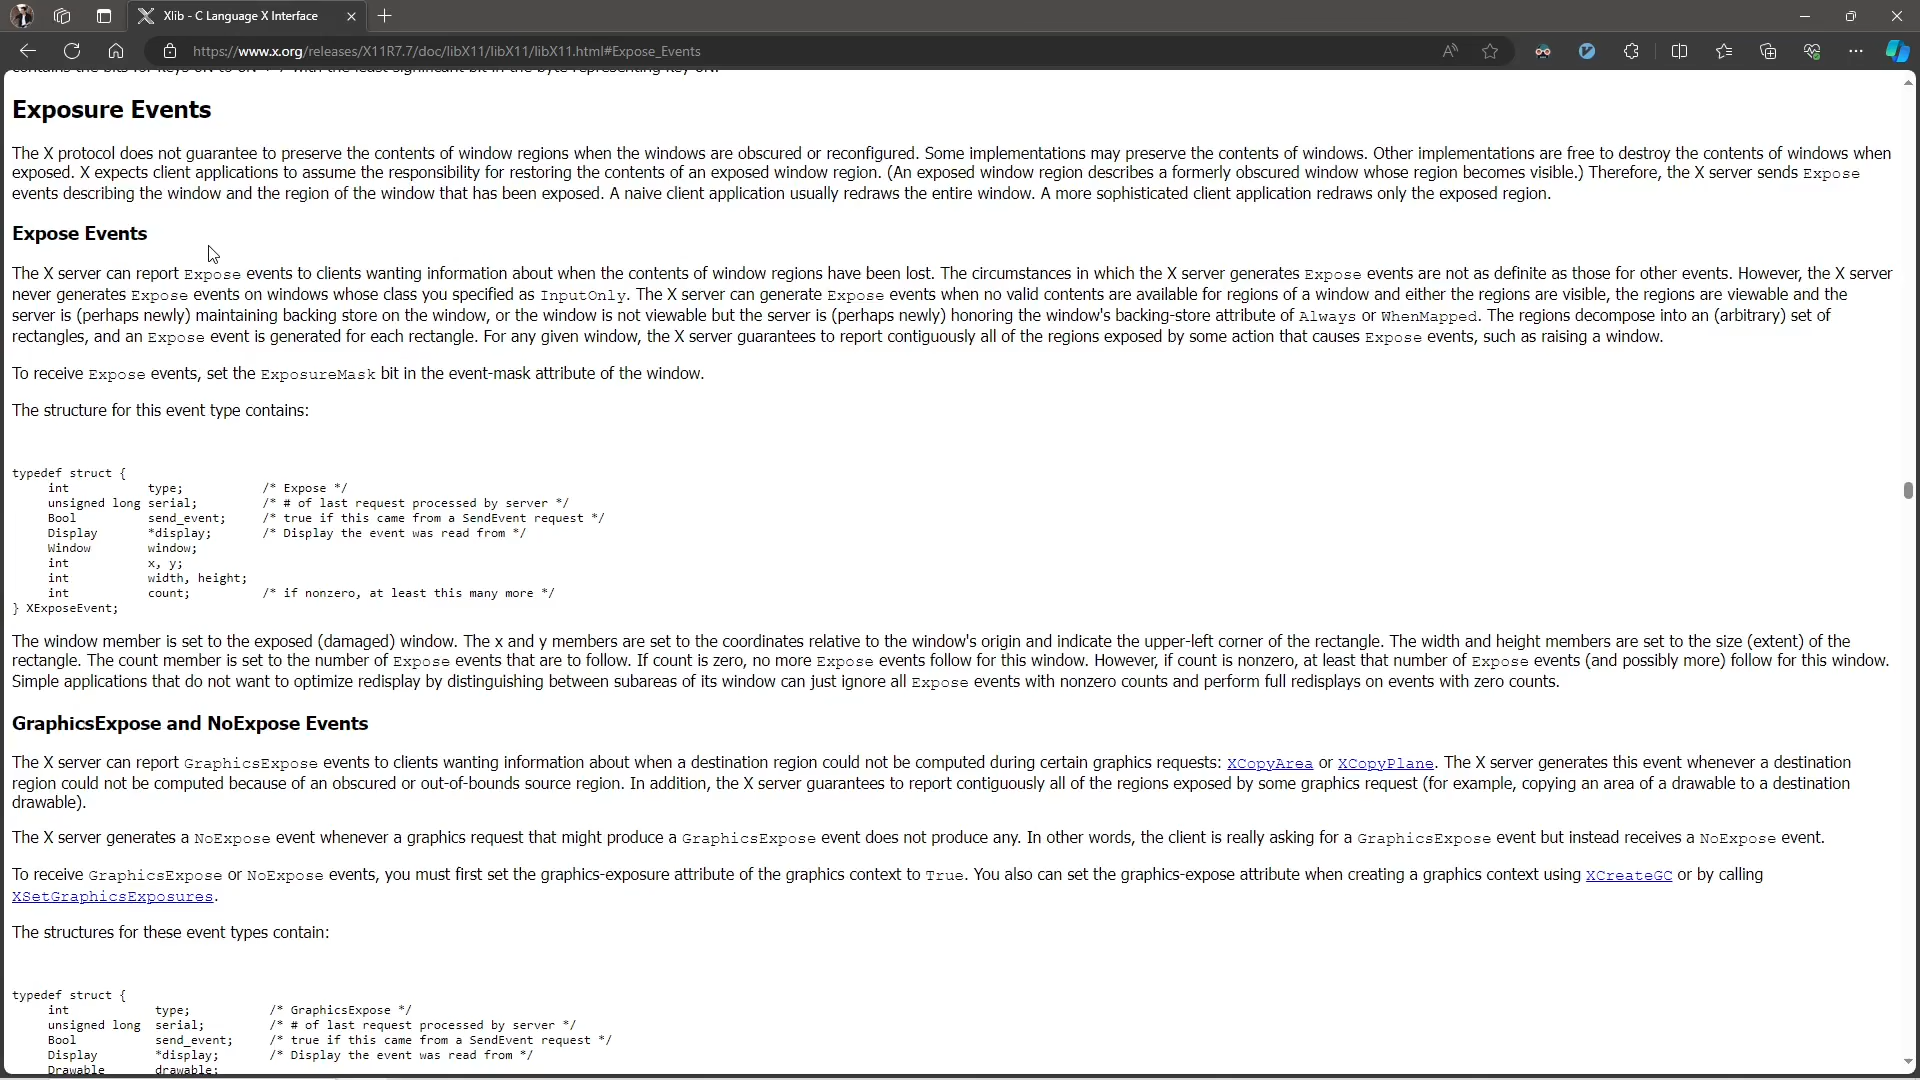 Xlib - C Language X Interface
https://www.x.org/releases/X11R7.7/doc/libX11/libX11/libX11.html#Expose_Events
Exposure Events
The X protocol does not guarantee to preserve the contents of window regions when the windows are obscured or reconfigured. Some implementations may preserve the contents of windows. Other implementations are free to destroy the contents of windows when
exposed. X expects client applications to assume the responsibility for restoring the contents of an exposed window region. (An exposed window region describes a formerly obscured window whose region becomes visible.) Therefore, the X server sends Expose
events describing the window and the region of the window that has been exposed. A naive client application usually redraws the entire window. A more sophisticated client application redraws only the exposed region.
Expose Events
The X server can report Expose events to clients wanting information about when the contents of window regions have been lost. The circumstances in which the X server generates Expose events are not as definite as those for other events. However, the X server
never generates Expose events on windows whose class you specified as InputOnly. The X server can generate Expose events when no valid contents are available for regions of a window and either the regions are visible, the regions are viewable and the
server is (perhaps newly) maintaining backing store on the window, or the window is not viewable but the server is (perhaps newly) honoring the window's backing-store attribute of Always or WhenMapped. The regions decompose into an (arbitrary) set of
rectangles, and an Expose event is generated for each rectangle. For any given window, the X server guarantees to report contiguously all of the regions exposed by some action that causes Expose events, such as raising a window.
To receive Expose events, set the ExposureMask bit in the event-mask attribute of the window.
The structure for this event type contains:
typedef struct {
int type; /* Expose */
unsigned long serial; /* # of last request processed by server */
Bool send_event; /* true if this came from a SendEvent request */
Display *display; /* Display the event was read from */
Window window;
int x, y;
int width, height;
int count; /* if nonzero, at least this many more */
} XExposeEvent;
The window member is set to the exposed (damaged) window. The x and y members are set to the coordinates relative to the window's origin and indicate the upper-left corner of the rectangle. The width and height members are set to the size (extent) of the
rectangle. The count member is set to the number of Expose events that are to follow. If count is zero, no more Expose events follow for this window. However, if count is nonzero, at least that number of Expose events (and possibly more) follow for this window.
Simple applications that do not want to optimize redisplay by distinguishing between subareas of its window can just ignore all Expose events with nonzero counts and perform full redisplays on events with zero counts.
GraphicsExpose and NoExpose Events
The X server can report GraphicsExpose events to clients wanting information about when a destination region could not be computed during certain graphics requests: XCopyArea or XCopyPlane. The X server generates this event whenever a destination
region could not be computed because of an obscured or out-of-bounds source region. In addition, the X server guarantees to report contiguously all of the regions exposed by some graphics request (for example, copying an area of a drawable to a destination
drawable).
The X server generates a NoExpose event whenever a graphics request that might produce a GraphicsExpose event does not produce any. In other words, the client is really asking for a GraphicsExpose event but instead receives a NoExpose event.
To receive GraphicsExpose or NoExpose events, you must first set the graphics-exposure attribute of the graphics context to True. You also can set the graphics-expose attribute when creating a graphics context using XCreateGC or by calling
XSetGraphicsExposures.
The structures for these event types contain:
typedef struct {
int type; /* GraphicsExpose */
unsigned long serial; /* # of last request processed by server */
Bool send_event; /* true if this came from a SendEvent request */
Display *display; /* Display the event was read from */
Drawable drawable;